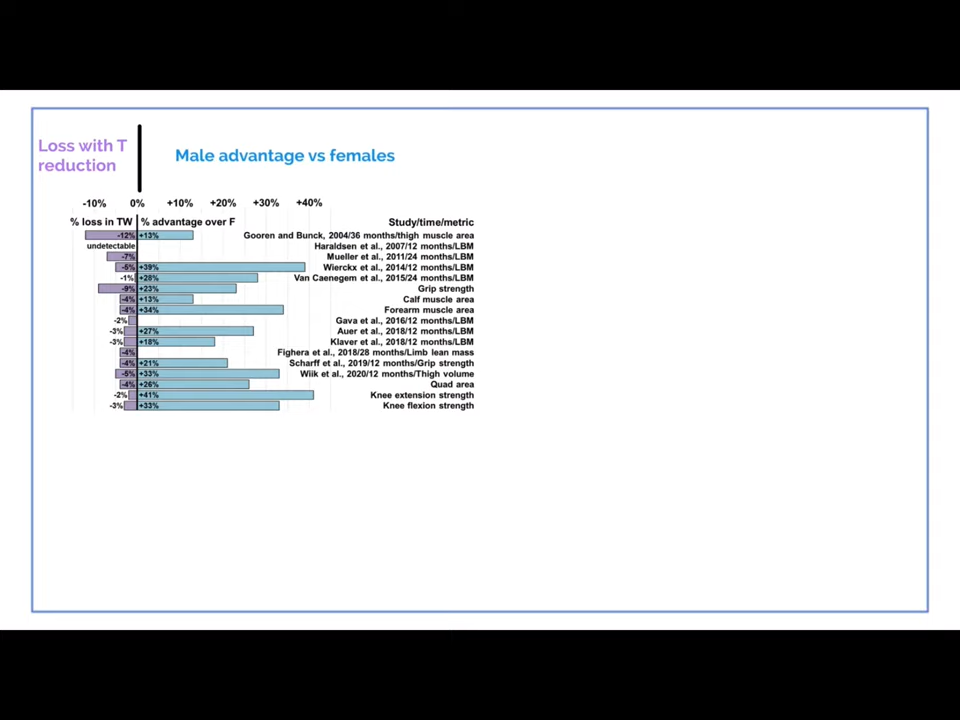 Loss with T
reduction
Male advantage vs females
-10% 0% +10% +20% +30% +40%
% loss in TW % advantage over F Study/time/metric
-12% +13% Gooren and Bunck, 2004/36 months/thigh muscle area
undetectable Haraldsen et al., 2007/12 months/LBM
-7% Mueller et al., 2011/24 months/LBM
-5% +39% Wierckx et al., 2014/12 months/LBM
-1% +28% Van Caenegem et al., 2015/24 months/LBM
-9% +23% Grip strength
-4% +13% Calf muscle area
-4% +34% Forearm muscle area
-2% Gava et al., 2016/12 months/LBM
-3% +27% Auer et al., 2018/12 months/LBM
-3% +18% Klaver et al., 2018/12 months/LBM
-4% Fighera et al., 2018/28 months/Limb lean mass
-4% +21% Scharff et al., 2019/12 months/Grip strength
-5% +33% Wiik et al., 2020/12 months/Thigh volume
-4% +26% Quad area
-2% +41% Knee extension strength
-3% +33% Knee flexion strength